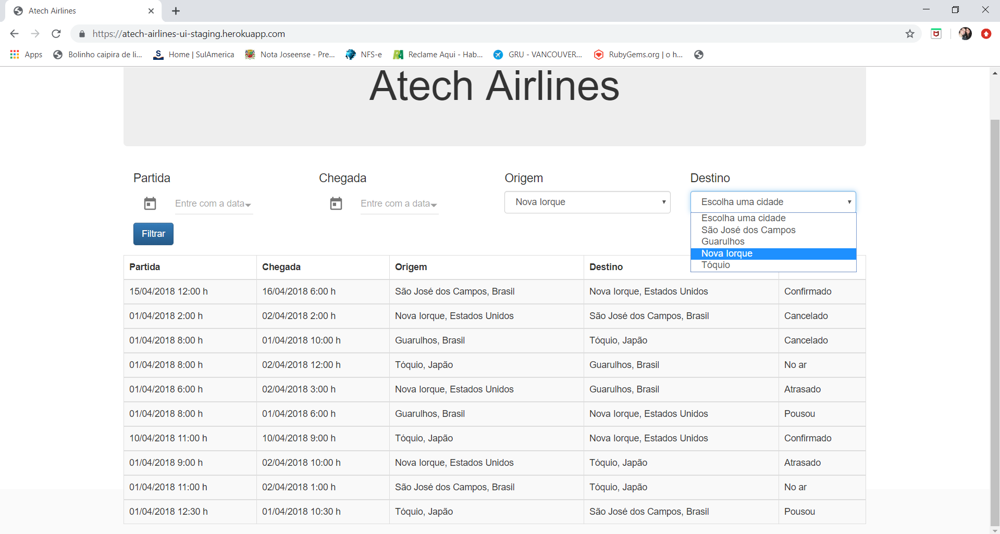 Atech Airlines
https://atech-airlines-ui-staging.herokuapp.com
Apps Bolinho caipira de li... Home | SulAmerica Nota Joseense - Pre... NFS-e Reclame Aqui - Hab... GRU - VANCOUVER... RubyGems.org | o h...
Atech Airlines
Partida Chegada Origem Destino
Entre com a data Entre com a data Nova Iorque Escolha uma cidade
Escolha uma cidade
São José dos Campos
Guarulhos
Nova Iorque
Tóquio
Filtrar
Partida Chegada Origem Destino
15/04/2018 12:00 h 16/04/2018 6:00 h São José dos Campos, Brasil Nova Iorque, Estados Unidos Confirmado
01/04/2018 2:00 h 02/04/2018 2:00 h Nova Iorque, Estados Unidos São José dos Campos, Brasil Cancelado
01/04/2018 8:00 h 01/04/2018 10:00 h Guarulhos, Brasil Tóquio, Japão Cancelado
01/04/2018 8:00 h 02/04/2018 12:00 h Tóquio, Japão Guarulhos, Brasil No ar
01/04/2018 6:00 h 02/04/2018 3:00 h Nova Iorque, Estados Unidos Guarulhos, Brasil Atrasado
01/04/2018 8:00 h 01/04/2018 6:00 h Guarulhos, Brasil Nova Iorque, Estados Unidos Pousou
10/04/2018 11:00 h 10/04/2018 9:00 h Tóquio, Japão Nova Iorque, Estados Unidos Confirmado
01/04/2018 9:00 h 02/04/2018 10:00 h Nova Iorque, Estados Unidos Tóquio, Japão Atrasado
01/04/2018 11:00 h 02/04/2018 1:00 h São José dos Campos, Brasil Tóquio, Japão No ar
01/04/2018 12:30 h 01/04/2018 10:30 h Tóquio, Japão São José dos Campos, Brasil Pousou